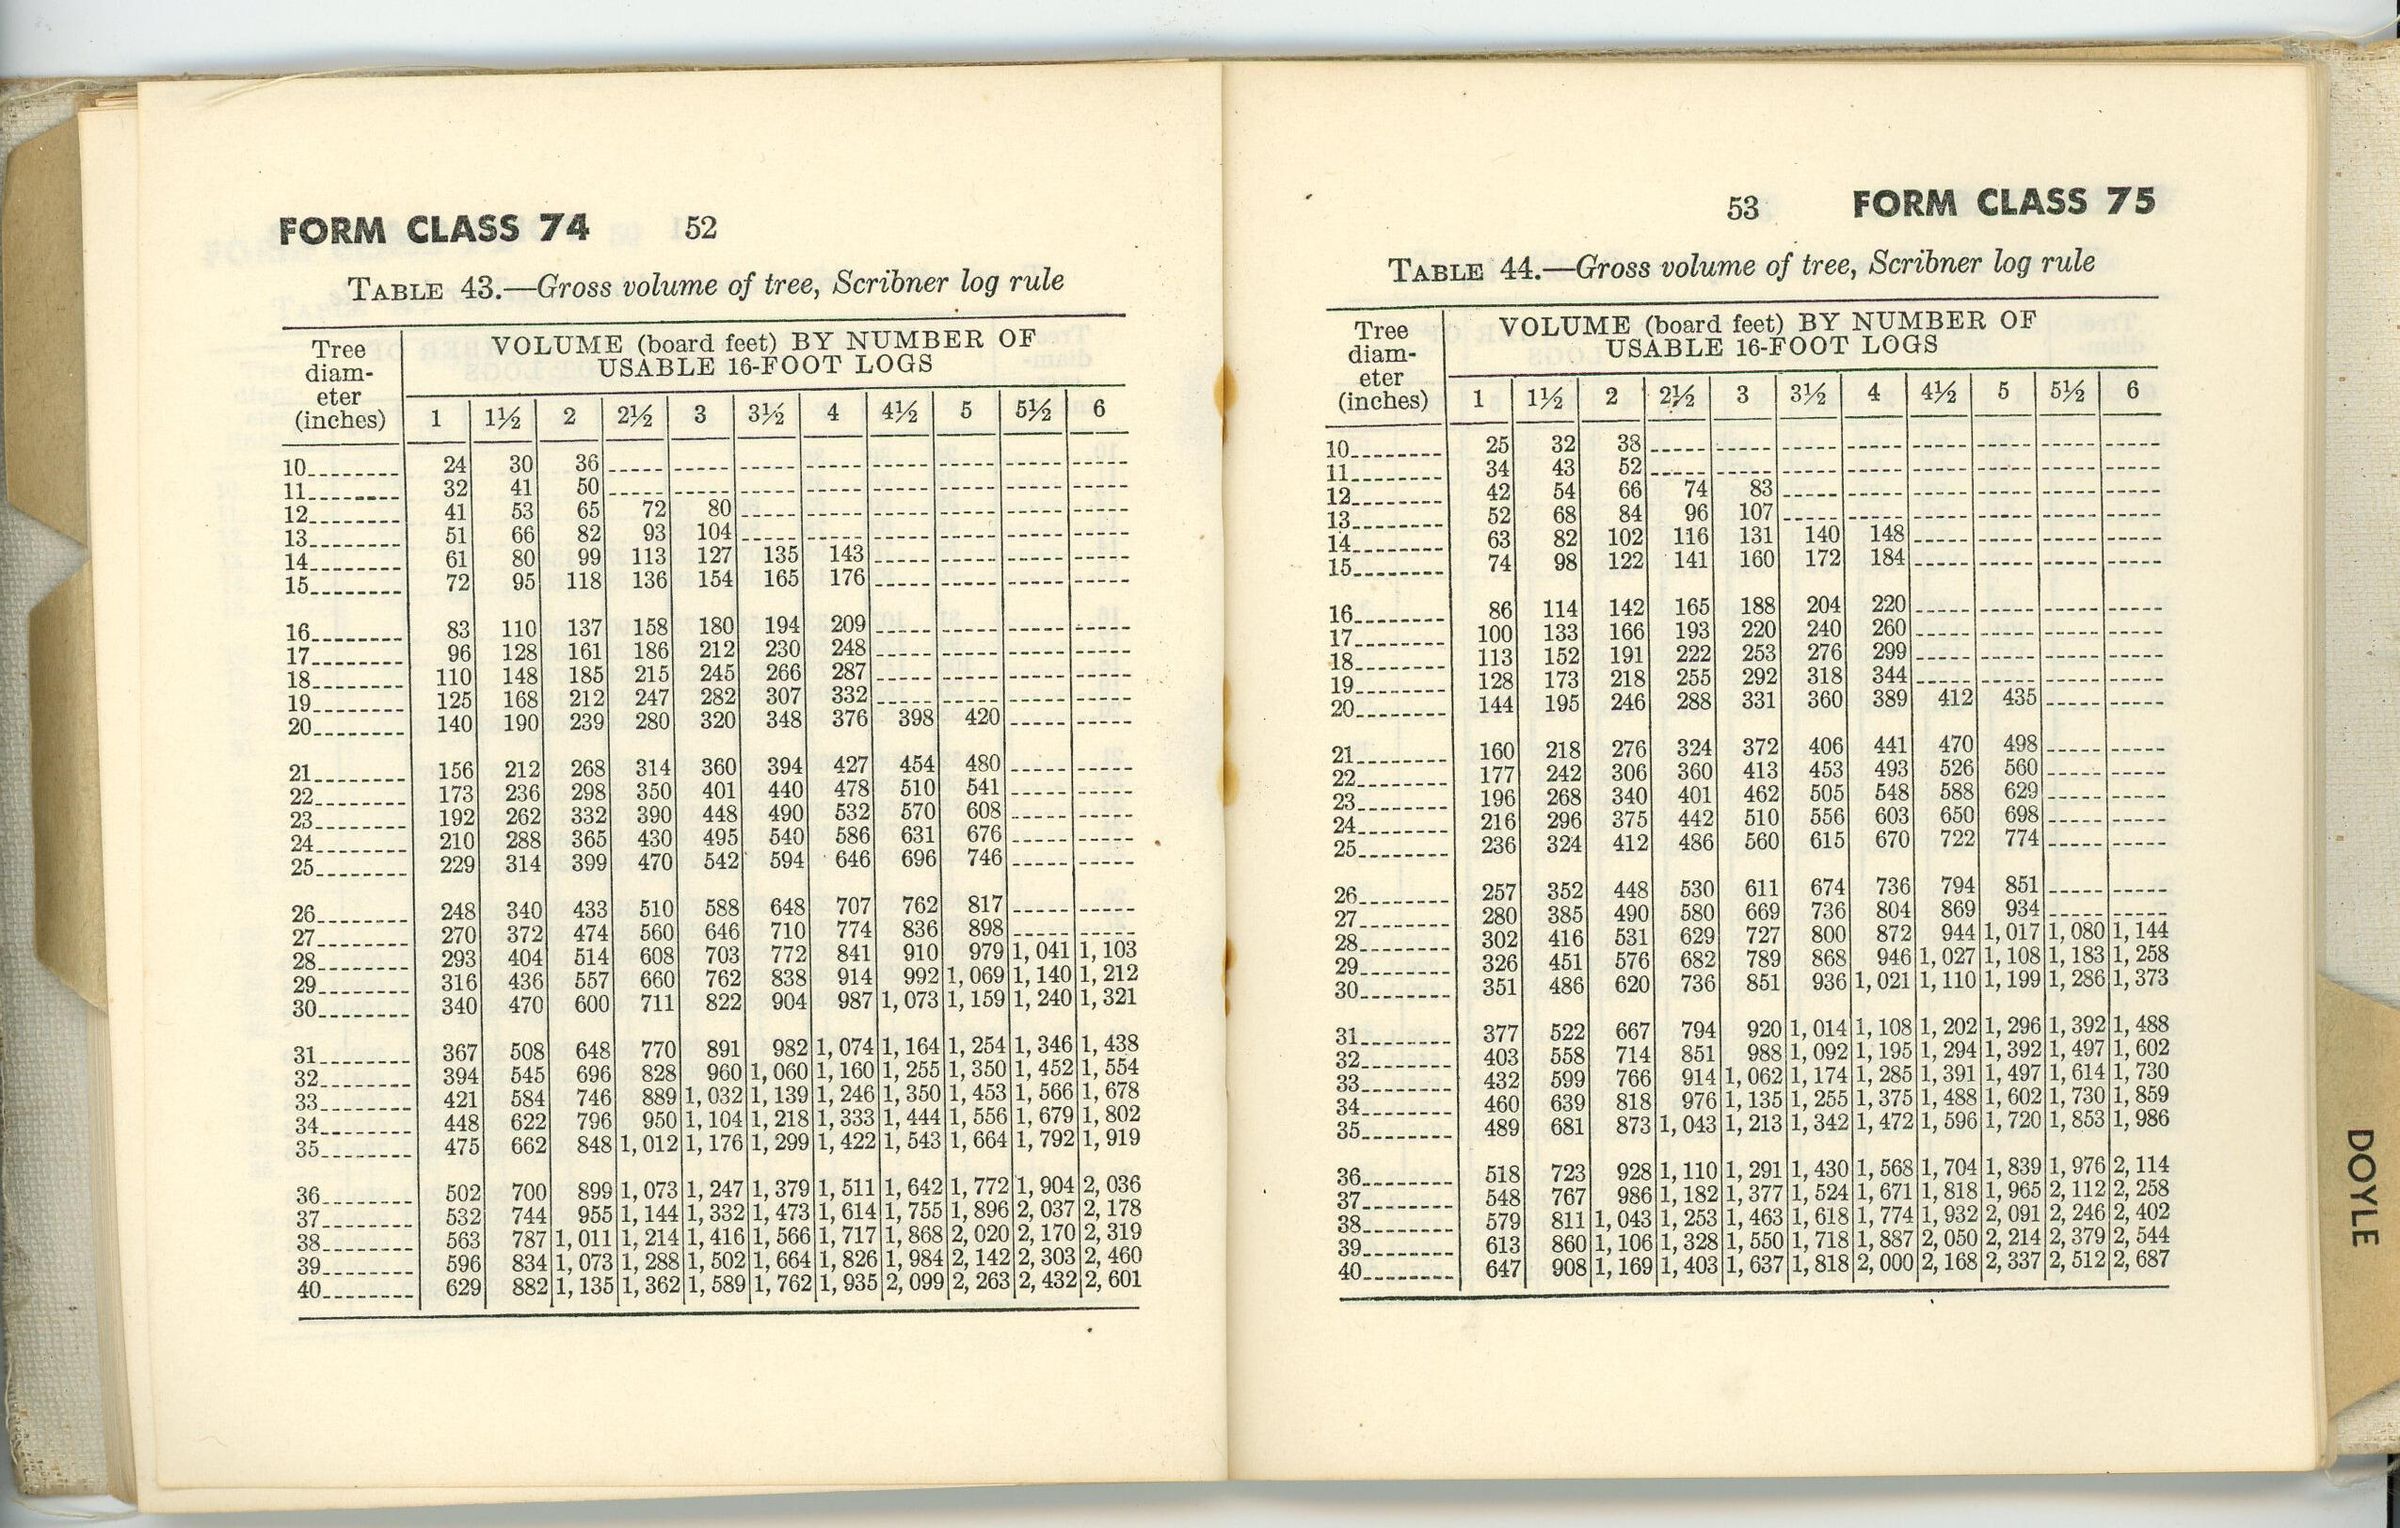 FORM CLASS 74 52
TABLE 43.—Gross volume of tree, Scribner log rule
Tree diam-eter (inches) VOLUME (board feet) BY NUMBER OF
USABLE 16-FOOT LOGS
1 1½ 2 2½ 3 3½ 4 4½ 5 5½ 6
10 24 30 36
11 32 41 50
12 41 53 65 72 80
13 51 66 82 93 104
14 61 80 99 113 127 135 143
15 72 95 118 136 154 165 176
16 83 110 137 158 180 194 209
17 96 128 161 186 212 230 248
18 110 148 185 215 245 266 287
19 125 168 212 247 282 307 332
20 140 190 239 280 320 348 376 398 420
21 156 212 268 314 360 394 427 454 480
22 173 236 298 350 401 440 478 510 541
23 192 262 332 390 448 490 532 570 608
24 210 288 365 430 495 540 586 631 676
25 229 314 399 470 542 594 646 696 746
26 248 340 433 510 588 648 707 762 817
27 270 372 474 560 646 710 774 836 898
28 293 404 514 608 703 772 841 910 979 1,041 1,103
29 316 436 557 660 762 838 914 992 1,069 1,140 1,212
30 340 470 600 711 822 904 987 1,073 1,159 1,240 1,321
31 367 508 648 770 891 982 1,074 1,164 1,254 1,346 1,438
32 394 545 696 828 960 1,060 1,160 1,255 1,350 1,452 1,554
33 421 584 746 889 1,032 1,139 1,246 1,350 1,453 1,566 1,678
34 448 622 796 950 1,104 1,218 1,333 1,444 1,556 1,679 1,802
35 475 662 848 1,012 1,176 1,299 1,422 1,543 1,664 1,792 1,919
36 502 700 899 1,073 1,247 1,379 1,511 1,642 1,772 1,904 2,036
37 532 744 955 1,144 1,332 1,473 1,614 1,755 1,896 2,037 2,178
38 563 787 1,011 1,214 1,416 1,566 1,717 1,868 2,020 2,170 2,319
39 596 834 1,073 1,288 1,502 1,664 1,826 1,984 2,142 2,303 2,460
40 629 882 1,135 1,362 1,589 1,762 1,935 2,099 2,263 2,432 2,601
53 FORM CLASS 75
TABLE 44.—Gross volume of tree, Scribner log rule
Tree diam-eter (inches) VOLUME (board feet) BY NUMBER OF
USABLE 16-FOOT LOGS
1 1½ 2 2½ 3 3½ 4 4½ 5 5½ 6
10 25 32 38
11 34 43 52
12 42 54 66 74 83
13 52 68 84 96 107
14 63 82 102 116 131 140 148
15 74 98 122 141 160 172 184
16 86 114 142 165 188 204 220
17 100 133 166 193 220 240 260
18 113 152 191 222 253 276 299
19 128 173 218 255 292 318 344
20 144 195 246 288 331 360 389 412 435
21 160 218 276 324 372 406 441 470 498
22 177 242 306 360 413 453 493 526 560
23 196 268 340 401 462 505 548 588 629
24 216 296 375 442 510 556 603 650 698
25 236 324 412 486 560 615 670 722 774
26 257 352 448 530 611 674 736 794 851
27 280 385 490 580 669 736 804 869 934
28 302 416 531 629 727 800 872 944 1,017 1,080 1,144
29 326 451 576 682 789 868 946 1,027 1,108 1,183 1,258
30 351 486 620 736 851 936 1,021 1,110 1,199 1,286 1,373
31 377 522 667 794 920 1,014 1,108 1,202 1,296 1,392 1,488
32 403 558 714 851 988 1,092 1,195 1,294 1,392 1,497 1,602
33 432 599 766 914 1,062 1,174 1,285 1,391 1,497 1,614 1,730
34 460 639 818 976 1,135 1,255 1,375 1,488 1,602 1,730 1,859
35 489 681 873 1,043 1,213 1,342 1,472 1,596 1,720 1,853 1,986
36 518 723 928 1,110 1,291 1,430 1,568 1,704 1,839 1,976 2,114
37 548 767 986 1,182 1,377 1,524 1,671 1,818 1,965 2,112 2,258
38 579 811 1,043 1,253 1,463 1,618 1,774 1,932 2,091 2,246 2,402
39 613 860 1,106 1,328 1,550 1,718 1,887 2,050 2,214 2,379 2,544
40 647 908 1,169 1,403 1,637 1,818 2,000 2,168 2,337 2,512 2,687
DOYLE